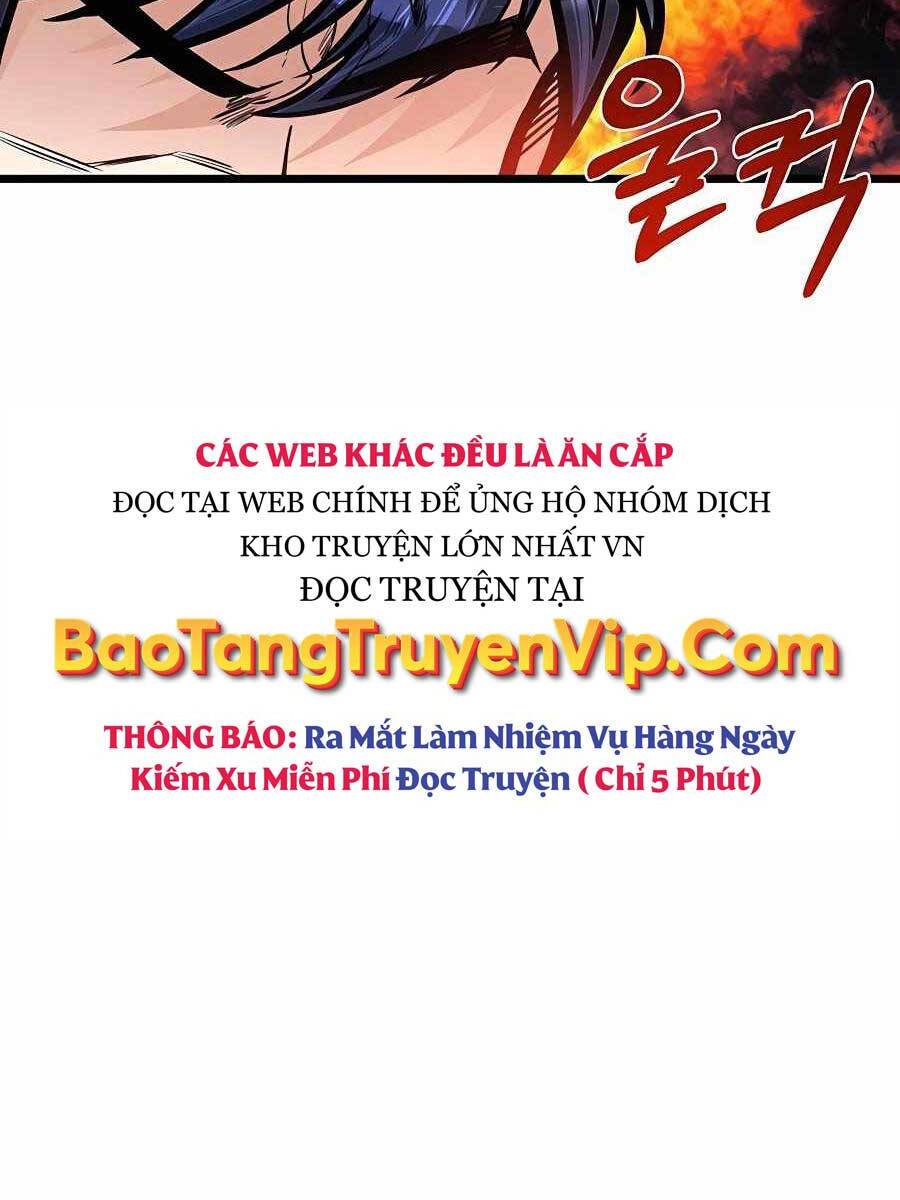 울컥
CÁC WEB KHÁC ĐỀU LÀ ĂN CẮP
ĐỌC TẠI WEB CHÍNH ĐỂ ỦNG HỘ NHÓM DỊCH
KHO TRUYỆN LỚN NHẤT VN
ĐỌC TRUYỆN TẠI
BaoTangTruyenVip.Com
THÔNG BÁO: Ra Mắt Làm Nhiệm Vụ Hàng Ngày
Kiếm Xu Miễn Phí Đọc Truyện ( Chỉ 5 Phút)